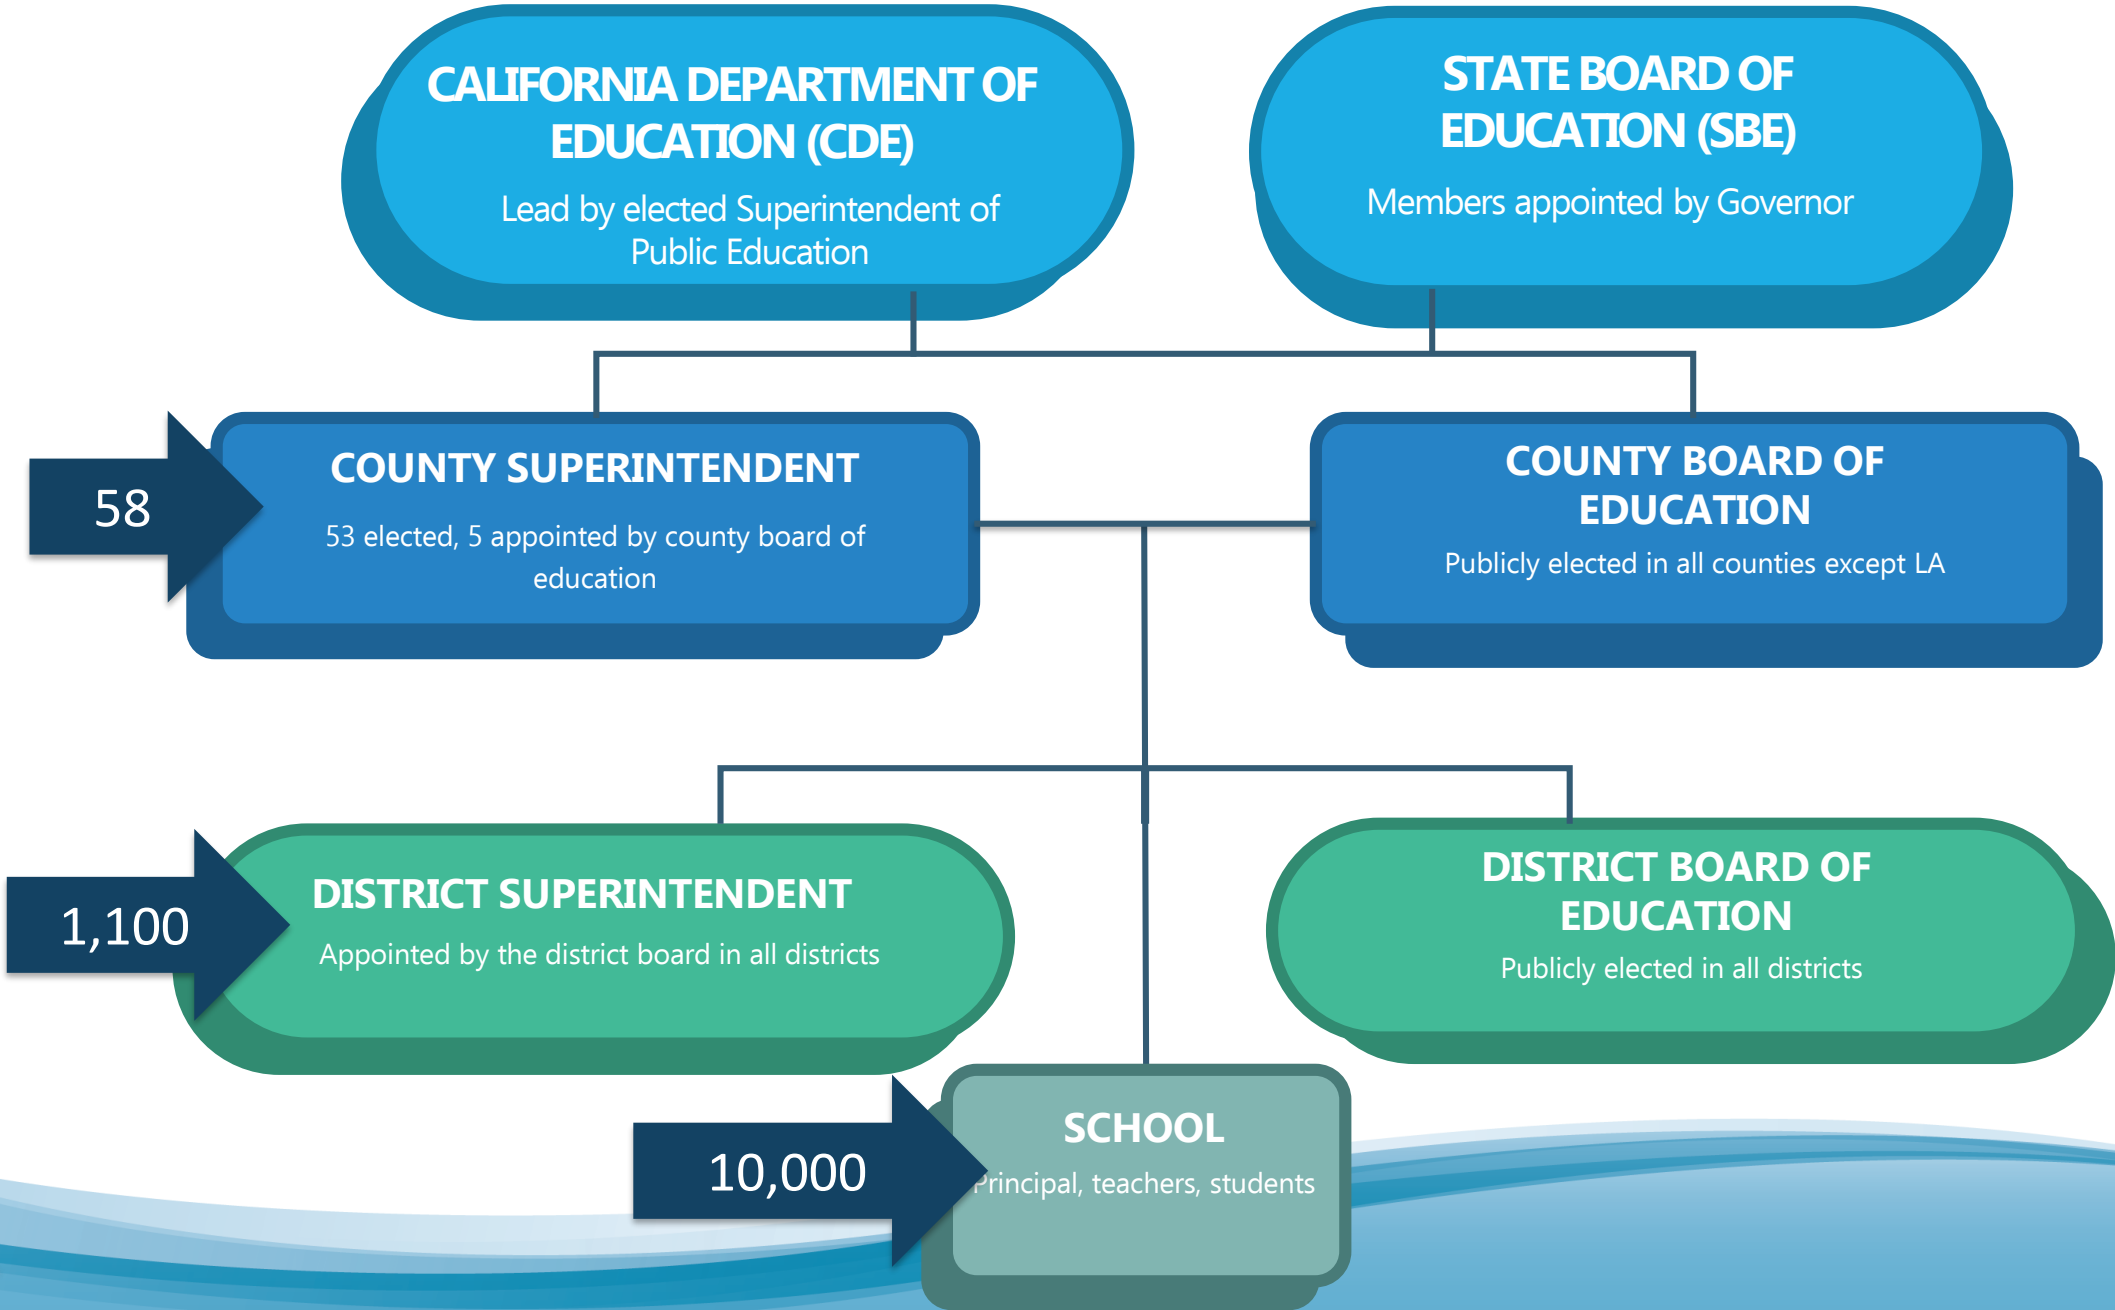 CALIFORNIA DEPARTMENT OF
EDUCATION (CDE)
Lead by elected Superintendent of
Public Education
STATE BOARD OF
EDUCATION (SBE)
Members appointed by Governor
58
COUNTY SUPERINTENDENT
53 elected, 5 appointed by county board of
education
COUNTY BOARD OF
EDUCATION
Publicly elected in all counties except LA
1,100
DISTRICT SUPERINTENDENT
Appointed by the district board in all districts
DISTRICT BOARD OF
EDUCATION
Publicly elected in all districts
10,000
SCHOOL
Principal, teachers, students